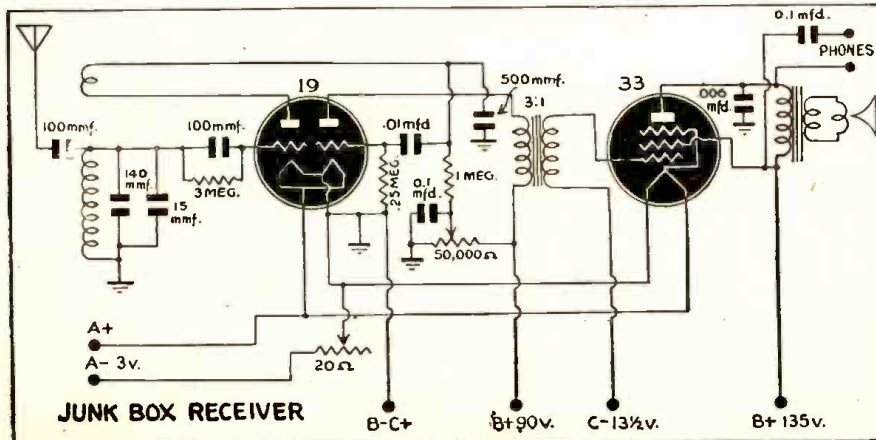 0.1 mfd.
PHONES
19
33
500mmf.
3:1
.006
mfd.
100mmf.
100mmf.
.01mfd
.25MEG.
1 MEG.
140
mmf.
15
mmf.
3MEG.
0.1
mfd.
50,000Ω
A+
A- 3v.
20Ω
JUNK BOX RECEIVER
B-C+
B+90v.
C-13½v.
B+135v.